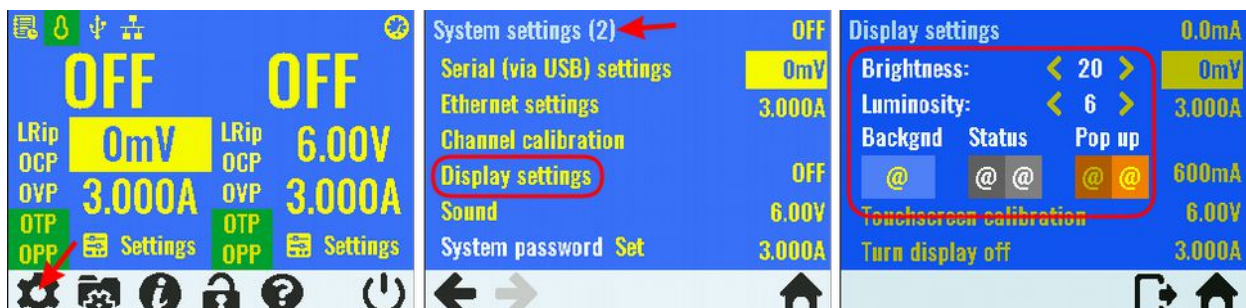 OFF OFF
LRip 0mV LRip 6.00V
OCP OCP
OVP 3.000A OVP 3.000A
OTP OTP
OPP Settings OPP Settings
System settings (2) OFF
Serial (via USB) settings 0mV
Ethernet settings 3.000A
Channel calibration
Display settings OFF
Sound 6.00V
System password Set 3.000A
Display settings 0.0mA
Brightness: < 20 > 0mV
Luminosity: < 6 > 3.000A
Backgnd Status Pop up
@ @ @ @ @ 600mA
Touchscreen calibration 6.00V
Turn display off 3.000A